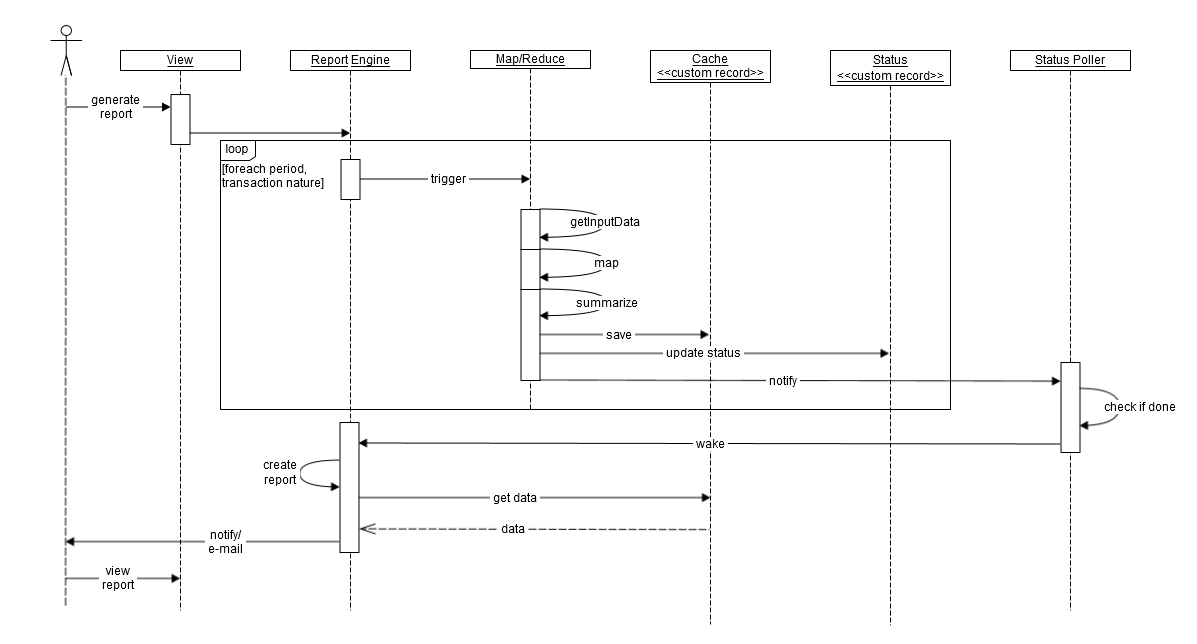 View
Report Engine
Map/Reduce
Cache
<<custom record>>
Status
<<custom record>>
Status Poller
generate
report
loop
[foreach period,
transaction nature]
trigger
getInputData
map
summarize
save
update status
notify
check if done
wake
create
report
get data
data
notify/
e-mail
view
report